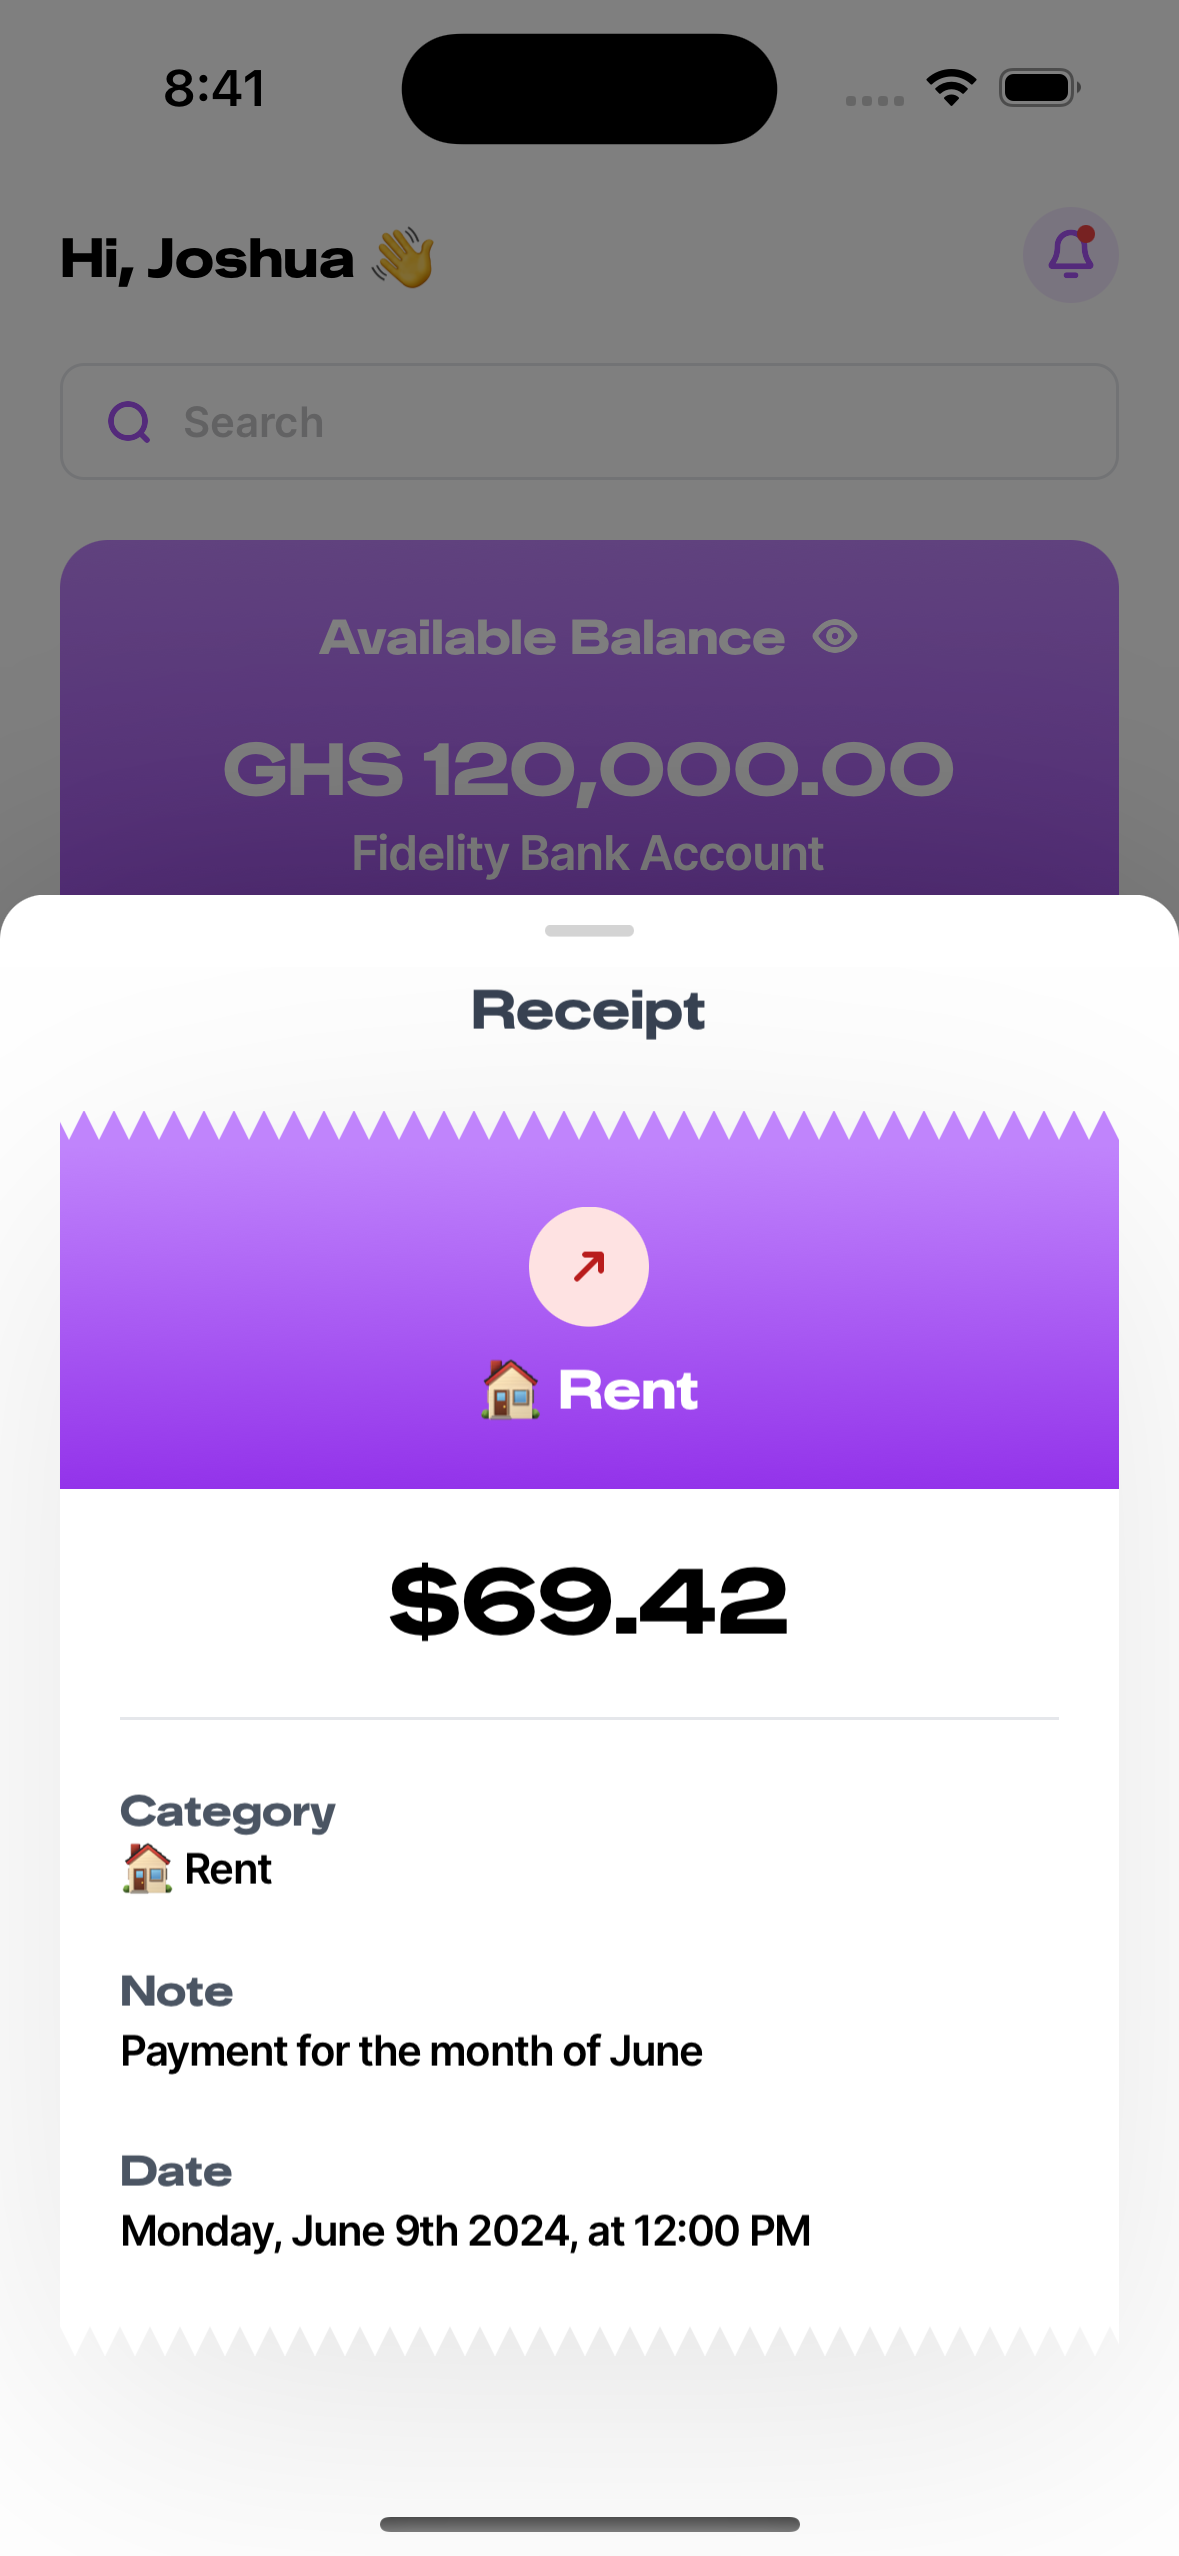 8:41
Hi, Joshua 👋
Search
Available Balance
GHS 120,000.00
Fidelity Bank Account
Receipt
🏠 Rent
$69.42
Category
🏠 Rent
Note
Payment for the month of June
Date
Monday, June 9th 2024, at 12:00 PM